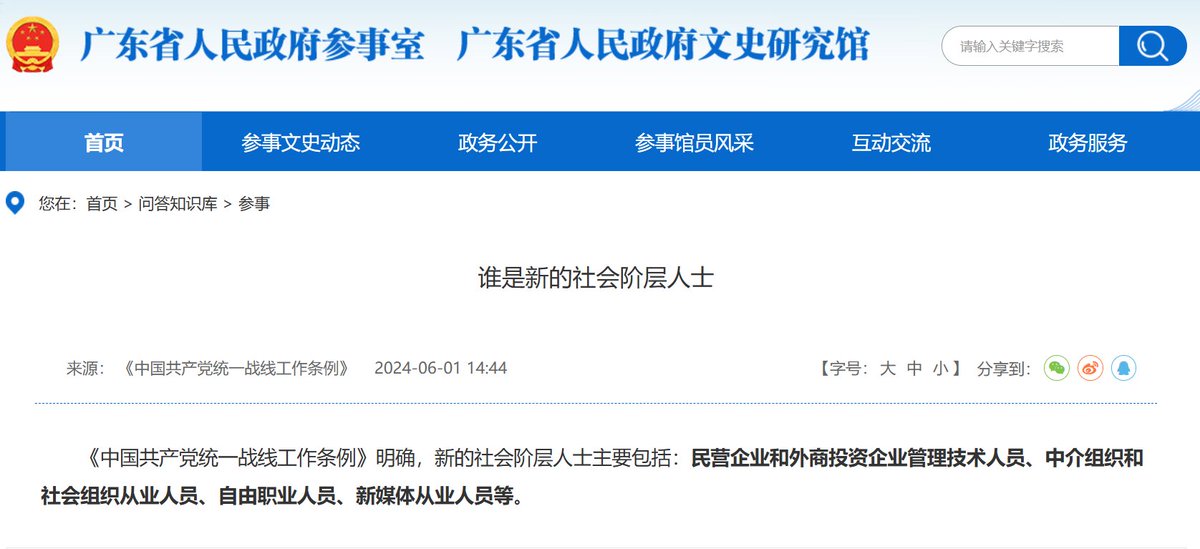 广东省人民政府参事室 广东省人民政府文史研究馆
请输入关键字搜索
首页 参事文史动态 政务公开 参事馆员风采 互动交流 政务服务
您在：首页 > 问答知识库 > 参事
谁是新的社会阶层人士
来源：《中国共产党统一战线工作条例》 2024-06-01 14:44 【字号：大 中 小】 分享到：
《中国共产党统一战线工作条例》明确，新的社会阶层人士主要包括：民营企业和外商投资企业管理技术人员、中介组织和
社会组织从业人员、自由职业人员、新媒体从业人员等。